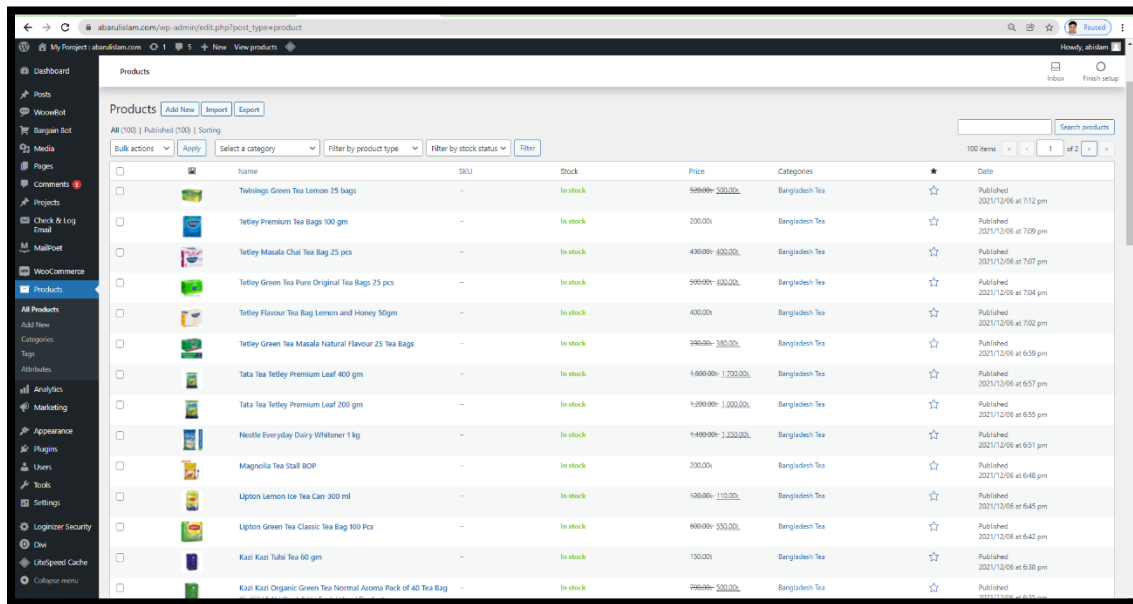 abarulislam.com/wp-admin/edit.php?post_type=product
Paused
My Poroject : abarulislam.com 1 5 New View products
Howdy, abislam
Dashboard
Posts
WoowBot
Bargain Bot
Media
Pages
Comments 1
Projects
Check & Log
Email
MailPoet
WooCommerce
Products
All Products
Add New
Categories
Tags
Attributes
Analytics
Marketing
Appearance
Plugins
Users
Tools
Settings
Loginizer Security
Divi
LiteSpeed Cache
Collapse menu
Products
Inbox
Finish setup
Products Add New Import Export
All (100) | Published (100) | Sorting
Search products
Bulk actions Apply Select a category Filter by product type Filter by stock status Filter
100 items « ‹ 1 of 2 › »
Name SKU Stock Price Categories Date
Twinings Green Tea Lemon 25 bags – In stock 520.00৳ 500.00৳ Bangladesh Tea Published
2021/12/06 at 7:12 pm
Tetley Premium Tea Bags 100 gm – In stock 200.00৳ Bangladesh Tea Published
2021/12/06 at 7:09 pm
Tetley Masala Chai Tea Bag 25 pcs – In stock 430.00৳ 400.00৳ Bangladesh Tea Published
2021/12/06 at 7:07 pm
Tetley Green Tea Pure Original Tea Bags 25 pcs – In stock 500.00৳ 400.00৳ Bangladesh Tea Published
2021/12/06 at 7:04 pm
Tetley Flavour Tea Bag Lemon and Honey 50gm – In stock 400.00৳ Bangladesh Tea Published
2021/12/06 at 7:02 pm
Tetley Green Tea Masala Natural Flavour 25 Tea Bags – In stock 390.00৳ 380.00৳ Bangladesh Tea Published
2021/12/06 at 6:59 pm
Tata Tea Tetley Premium Leaf 400 gm – In stock 1,800.00৳ 1,700.00৳ Bangladesh Tea Published
2021/12/06 at 6:57 pm
Tata Tea Tetley Premium Leaf 200 gm – In stock 1,200.00৳ 1,000.00৳ Bangladesh Tea Published
2021/12/06 at 6:55 pm
Nestle Everyday Dairy Whitener 1 kg – In stock 1,400.00৳ 1,350.00৳ Bangladesh Tea Published
2021/12/06 at 6:51 pm
Magnolia Tea Stall BOP – In stock 200.00৳ Bangladesh Tea Published
2021/12/06 at 6:48 pm
Lipton Lemon Ice Tea Can-300 ml – In stock 120.00৳ 110.00৳ Bangladesh Tea Published
2021/12/06 at 6:45 pm
Lipton Green Tea Classic Tea Bag 100 Pcs – In stock 600.00৳ 550.00৳ Bangladesh Tea Published
2021/12/06 at 6:42 pm
Kazi Kazi Tulsi Tea 60 gm – In stock 150.00৳ Bangladesh Tea Published
2021/12/06 at 6:38 pm
Kazi Kazi Organic Green Tea Normal Aroma Pack of 40 Tea Bag – In stock 700.00৳ 500.00৳ Bangladesh Tea Published
2021/12/06 at 6:35 pm